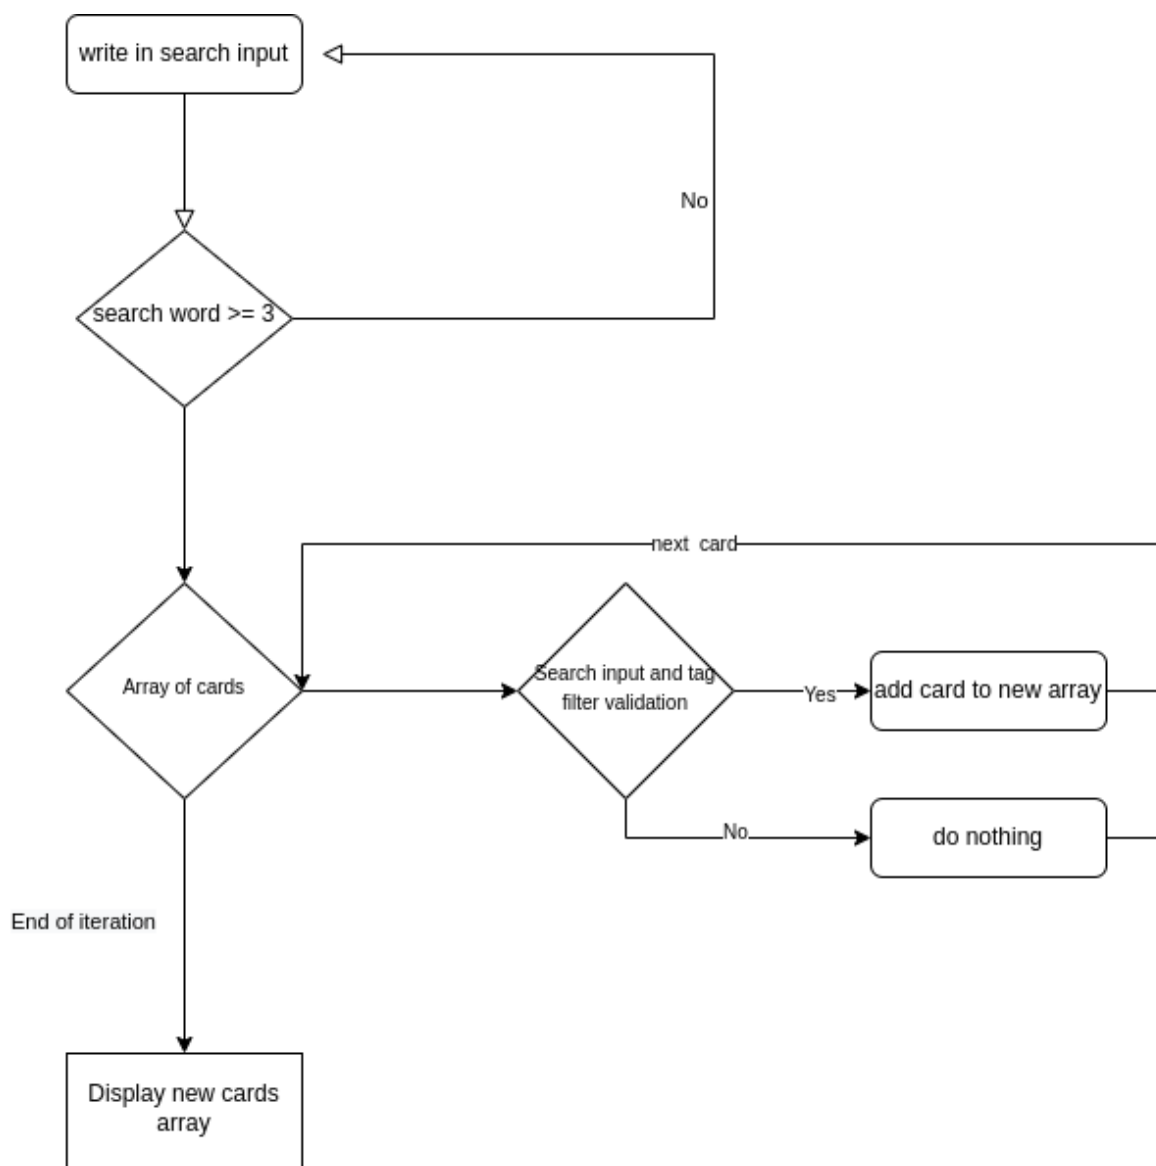 write in search input
No
search word >= 3
next card
Array of cards
Search input and tag
filter validation
Yes
add card to new array
No
do nothing
End of iteration
Display new cards
array